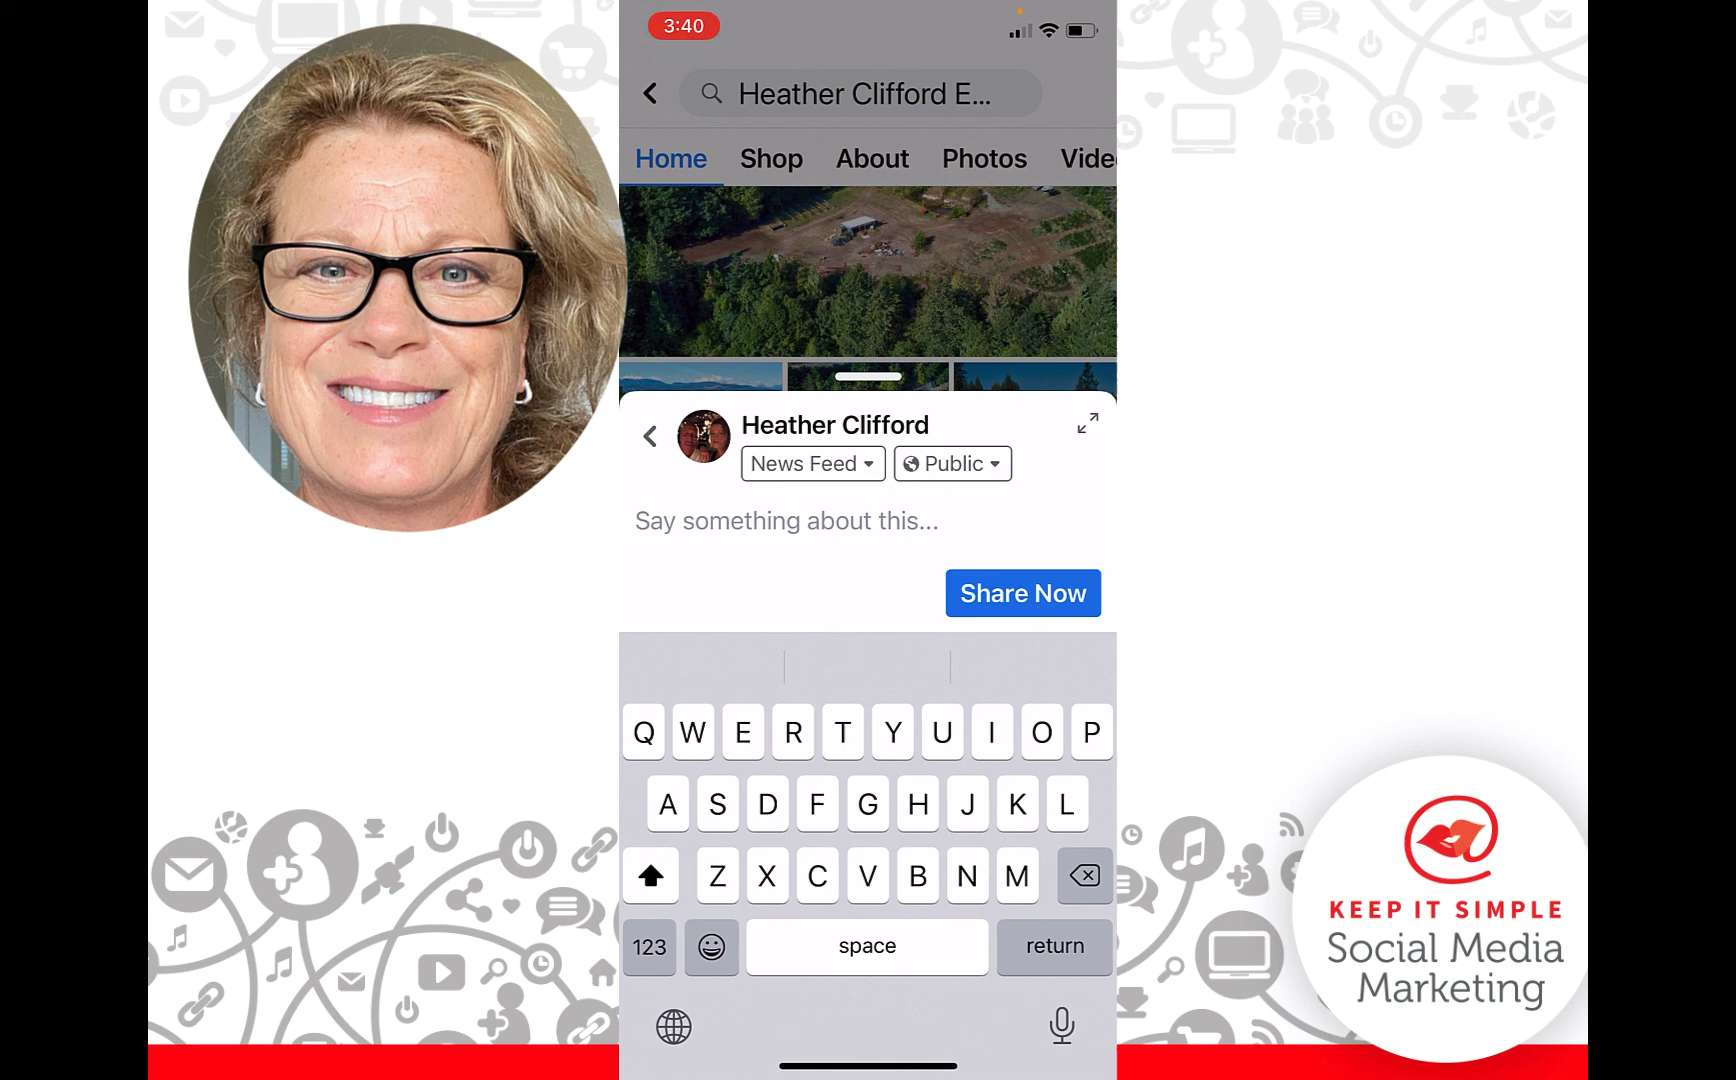 3:40
Heather Clifford E...
Home Shop About Photos Vide
Heather Clifford
News Feed Public
Say something about this...
Share Now
Q W E R T Y U I O P
A S D F G H J K L
Z X C V B N M
123 space return
KEEP IT SIMPLE
Social Media
Marketing